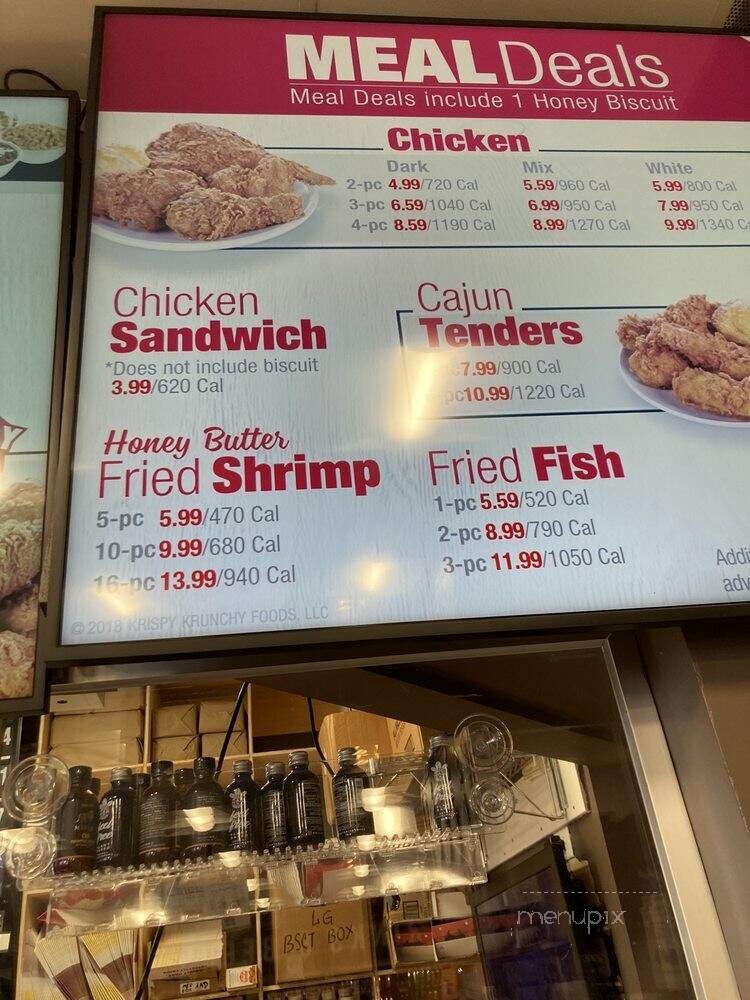 MEAL Deals
Meal Deals include 1 Honey Biscuit
Chicken
Dark Mix White
2-pc 4.99/720 Cal 5.59/960 Cal 5.99/800 Cal
3-pc 6.59/1040 Cal 6.99/950 Cal 7.99/950 Cal
4-pc 8.59/1190 Cal 8.99/1270 Cal 9.99/1340 C
Chicken
Sandwich
*Does not include biscuit
3.99/620 Cal
Cajun
Tenders
7.99/900 Cal
pc10.99/1220 Cal
Honey Butter
Fried Shrimp
5-pc 5.99/470 Cal
10-pc 9.99/680 Cal
16-pc 13.99/940 Cal
Fried Fish
1-pc 5.59/520 Cal
2-pc 8.99/790 Cal
3-pc 11.99/1050 Cal
Addi
adv
© 2018 KRISPY KRUNCHY FOODS, LLC
LG
BSCT BOX
menupix